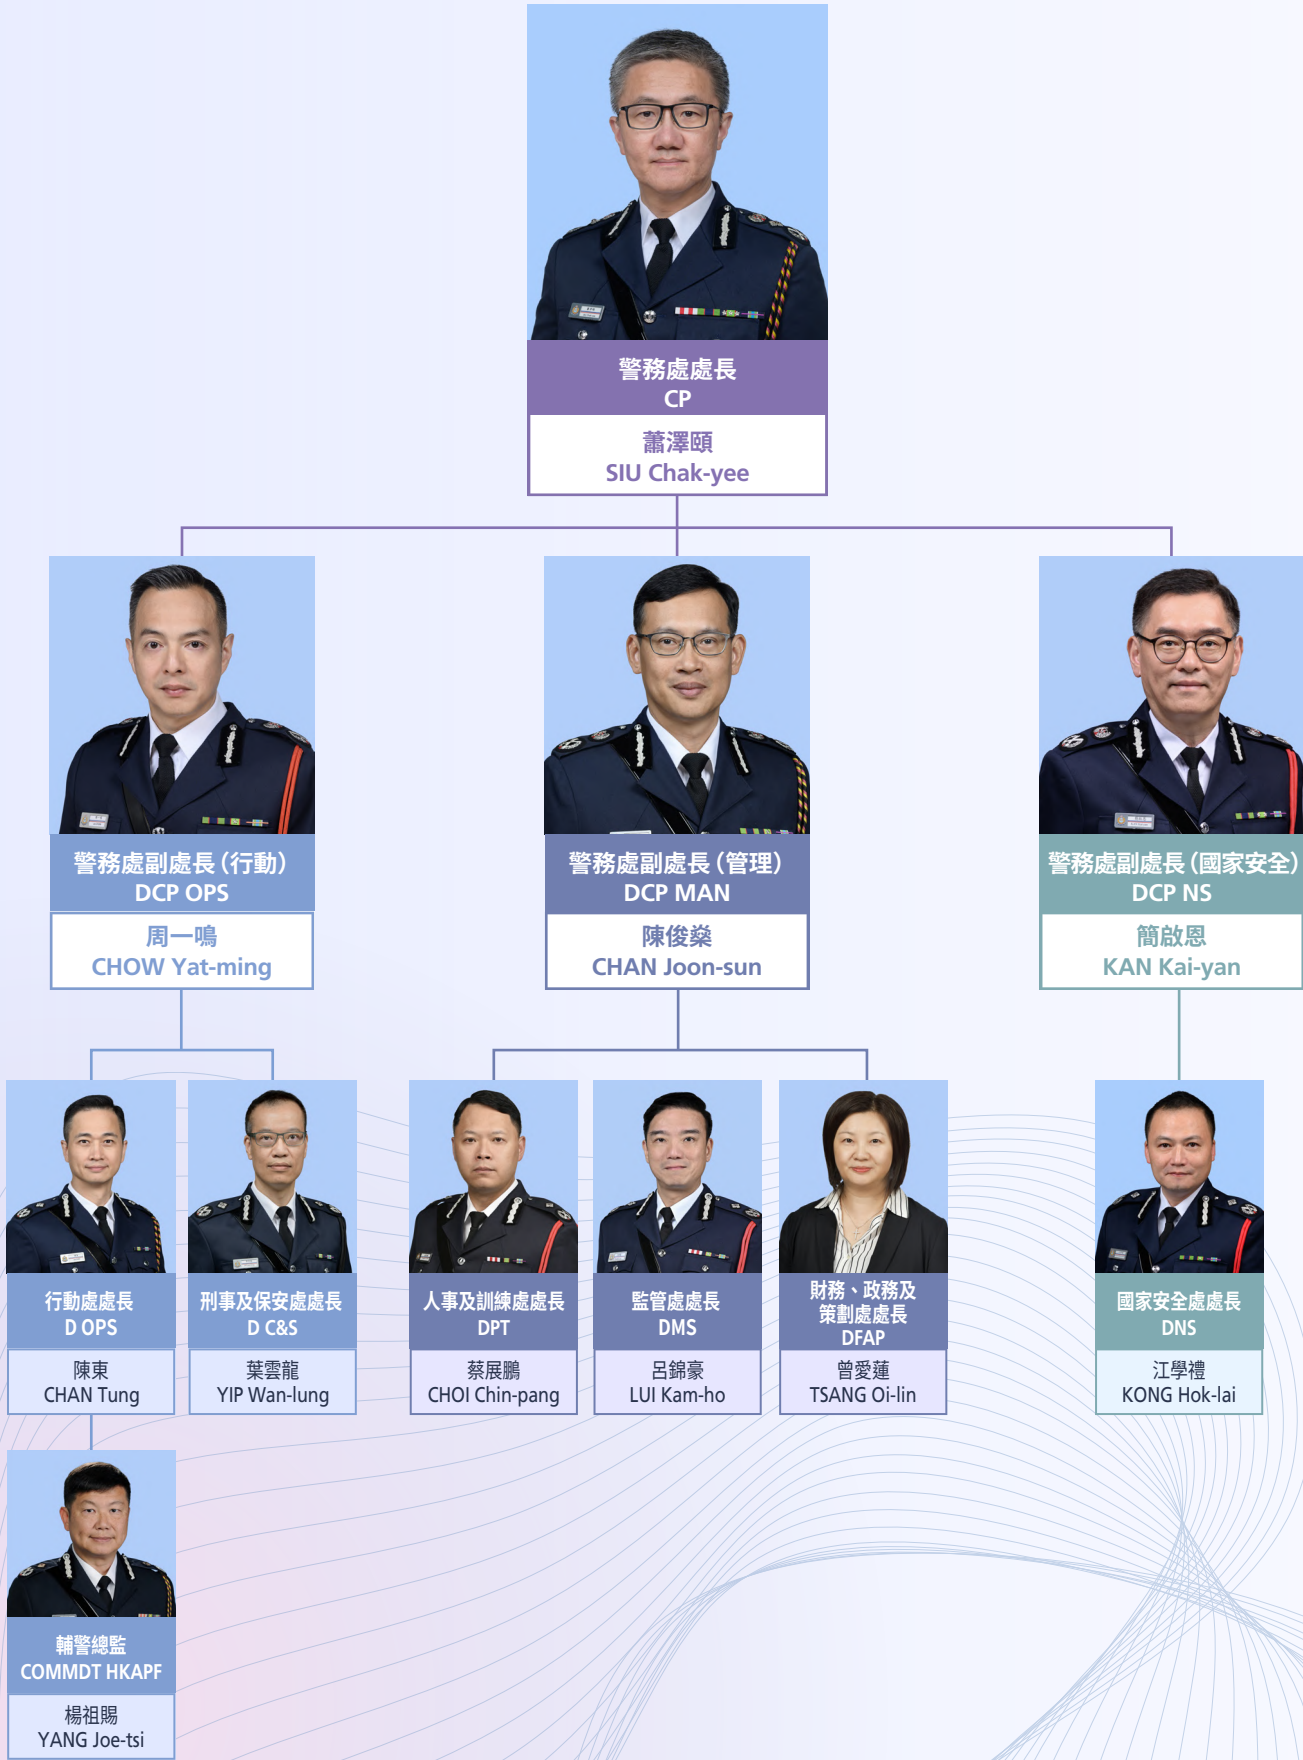 警務處處長
CP
蕭澤頤
SIU Chak-yee
警務處副處長（行動）
DCP OPS
周一鳴
CHOW Yat-ming
警務處副處長（管理）
DCP MAN
陳俊燊
CHAN Joon-sun
警務處副處長（國家安全）
DCP NS
簡啟恩
KAN Kai-yan
行動處處長
D OPS
陳東
CHAN Tung
刑事及保安處處長
D C&S
葉雲龍
YIP Wan-lung
人事及訓練處處長
DPT
蔡展鵬
CHOI Chin-pang
監管處處長
DMS
呂錦豪
LUI Kam-ho
財務、政務及
策劃處處長
DFAP
曾愛蓮
TSANG Oi-lin
國家安全處處長
DNS
江學禮
KONG Hok-lai
輔警總監
COMMDT HKAPF
楊祖賜
YANG Joe-tsi